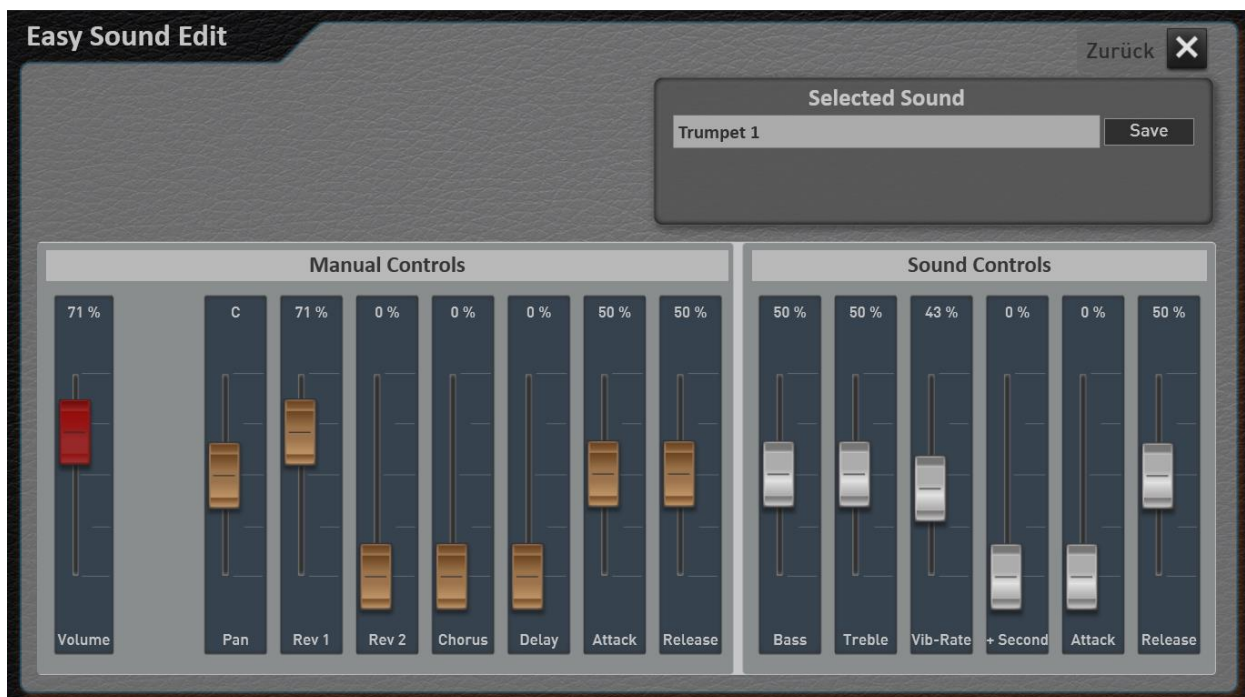 Easy Sound Edit
Zurück
Selected Sound
Trumpet 1 Save
Manual Controls Sound Controls
71 % C 71 % 0 % 0 % 0 % 50 % 50 % 50 % 50 % 43 % 0 % 0 % 50 %
Volume Pan Rev 1 Rev 2 Chorus Delay Attack Release Bass Treble Vib-Rate + Second Attack Release